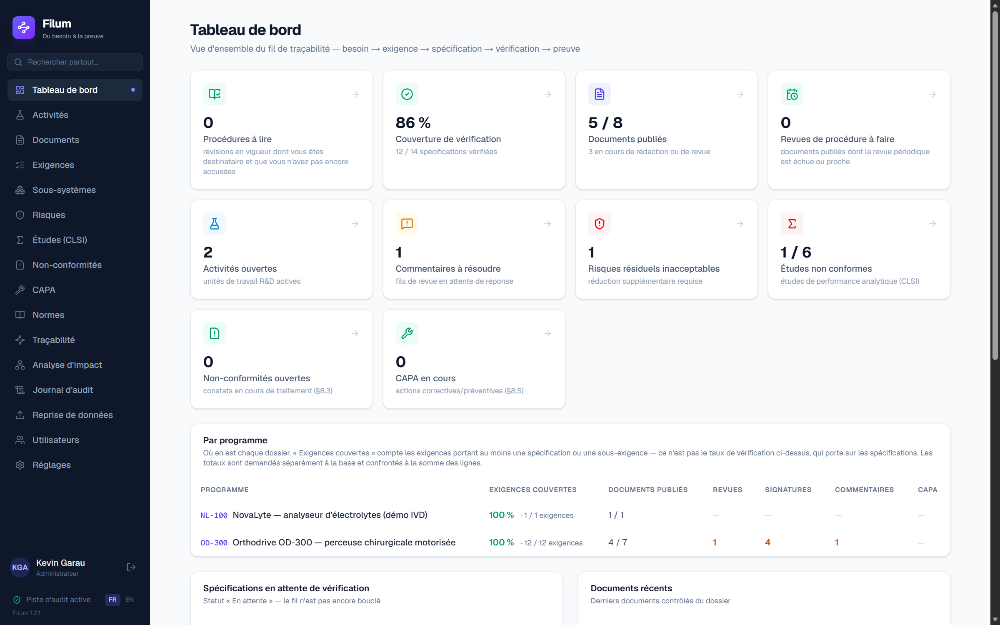 Filum
Du besoin à la preuve
Rechercher partout...
Tableau de bord
Activités
Documents
Exigences
Sous-systèmes
Risques
Études (CLSI)
Non-conformités
CAPA
Normes
Traçabilité
Analyse d'impact
Journal d'audit
Reprise de données
Utilisateurs
Réglages
KGA
Kevin Garau
Administrateur
Piste d'audit active
FR
EN
Filum 1.2.1
Tableau de bord
Vue d'ensemble du fil de traçabilité — besoin → exigence → spécification → vérification → preuve
0
Procédures à lire
révisions en vigueur dont vous êtes
destinataire et que vous n'avez pas encore
accusées
86 %
Couverture de vérification
12 / 14 spécifications vérifiées
5 / 8
Documents publiés
3 en cours de rédaction ou de revue
0
Revues de procédure à faire
documents publiés dont la revue périodique
est échue ou proche
2
Activités ouvertes
unités de travail R&D actives
1
Commentaires à résoudre
fils de revue en attente de réponse
1
Risques résiduels inacceptables
réduction supplémentaire requise
1 / 6
Études non conformes
études de performance analytique (CLSI)
0
Non-conformités ouvertes
constats en cours de traitement (§8.3)
0
CAPA en cours
actions correctives/préventives (§8.5)
Par programme
Où en est chaque dossier. « Exigences couvertes » compte les exigences portant au moins une spécification ou une sous-exigence — ce n'est pas le taux de vérification ci-dessus, qui porte sur les spécifications. Les
totaux sont demandés séparément à la base et confrontés à la somme des lignes.
PROGRAMME EXIGENCES COUVERTES DOCUMENTS PUBLIÉS REVUES SIGNATURES COMMENTAIRES CAPA
NL-100 NovaLyte — analyseur d'électrolytes (démo IVD) 100 % · 1 / 1 exigences 1 / 1 — — — —
OD-300 Orthodrive OD-300 — perceuse chirurgicale motorisée 100 % · 12 / 12 exigences 4 / 7 1 4 1 —
Spécifications en attente de vérification
Statut « En attente » — le fil n'est pas encore bouclé
Documents récents
Derniers documents contrôlés du dossier